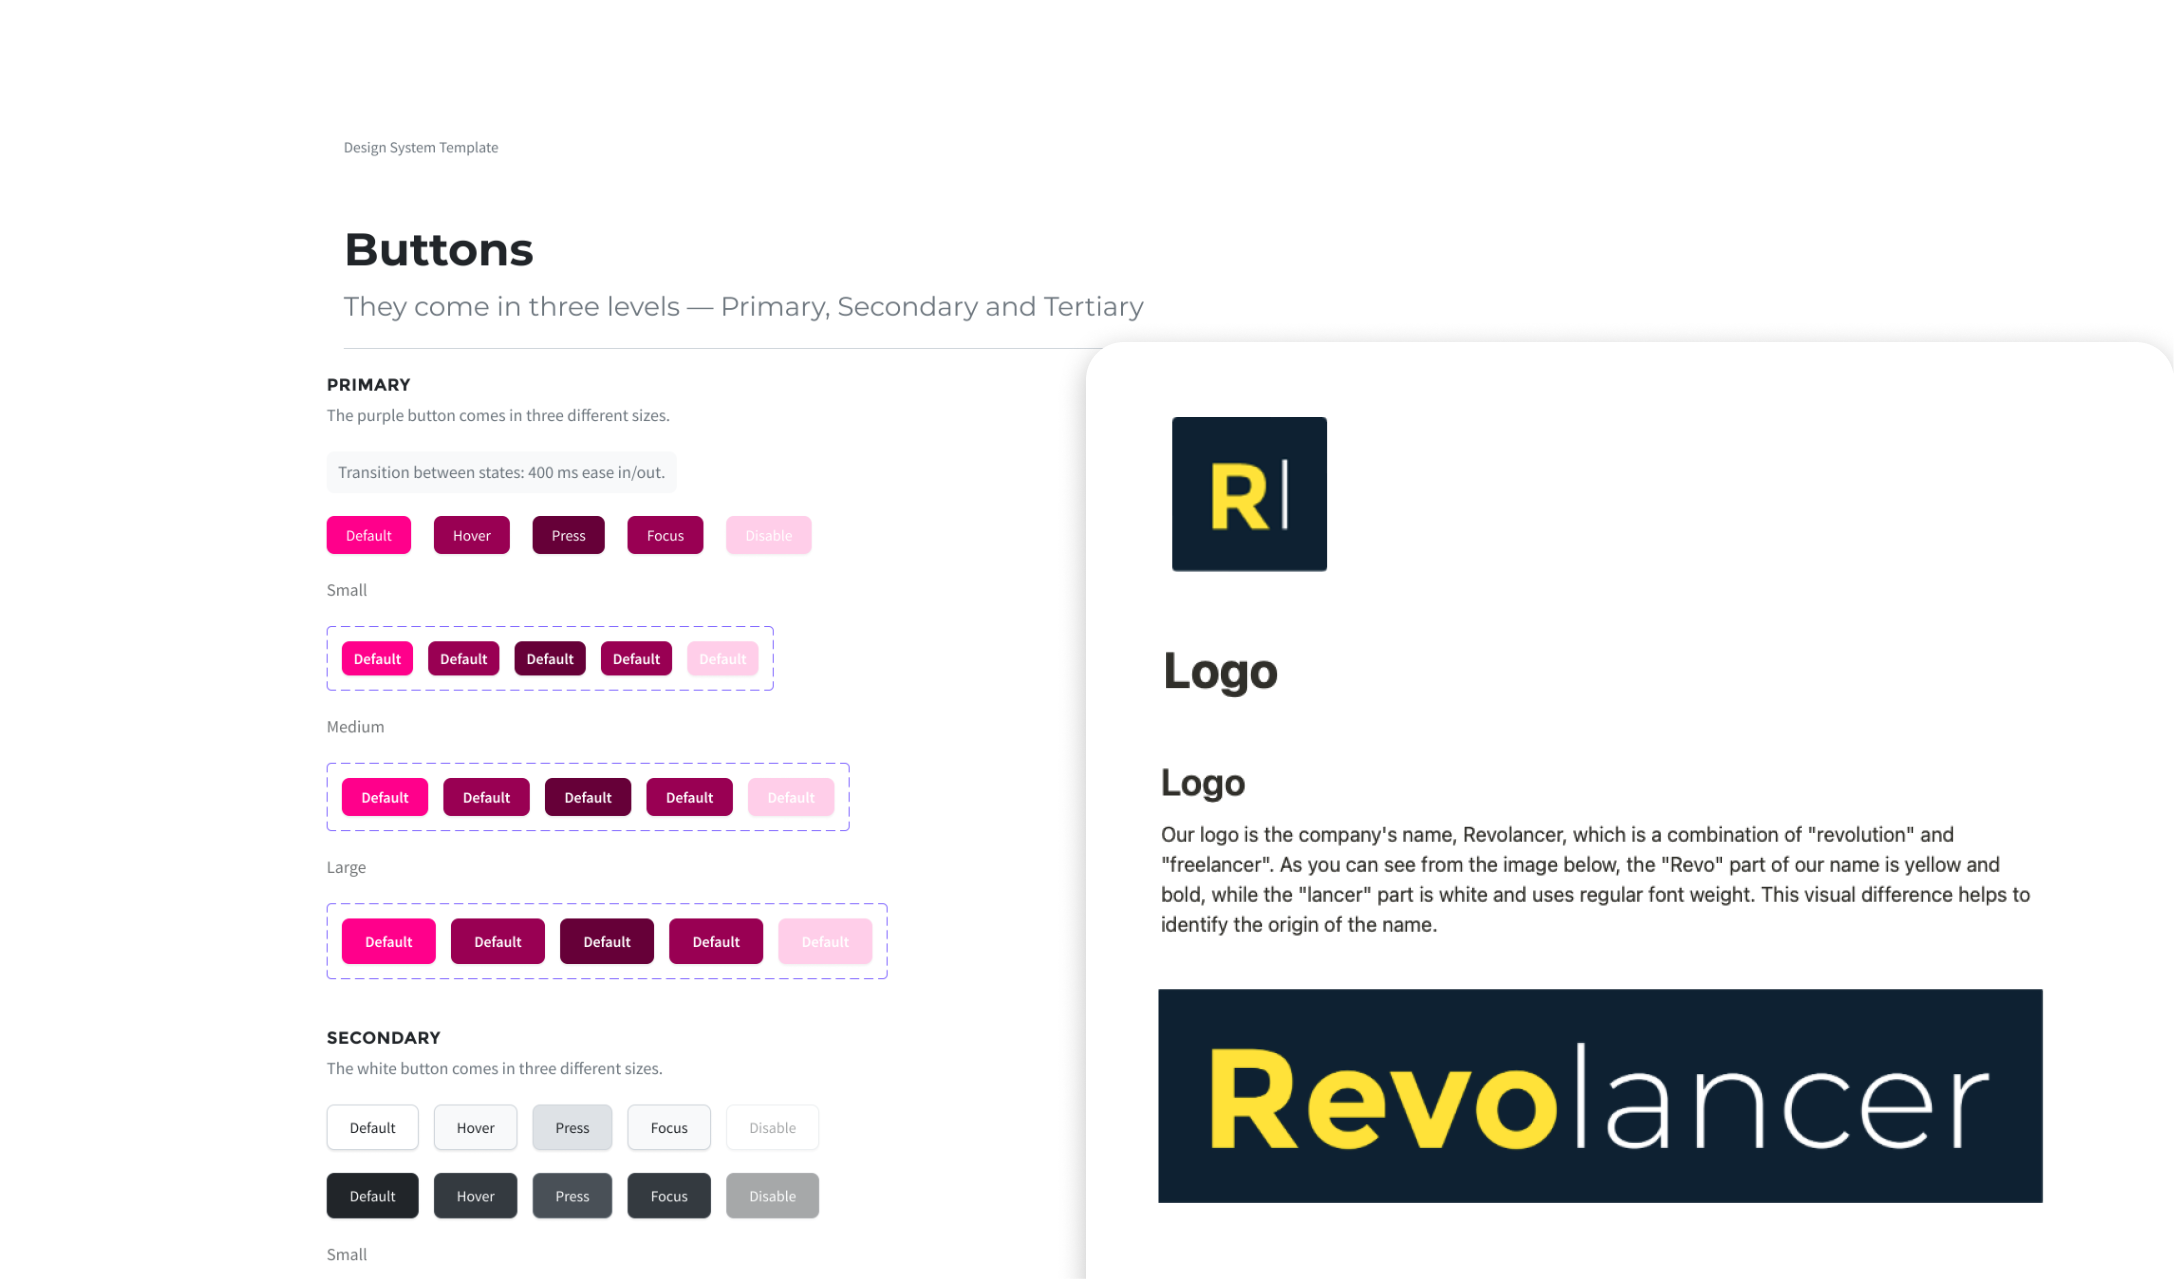 Design System Template
Buttons
They come in three levels — Primary, Secondary and Tertiary
PRIMARY
The purple button comes in three different sizes.
Transition between states: 400 ms ease in/out.
Default Hover Press Focus Disable
Small
Default Default Default Default Default
Medium
Default Default Default Default Default
Large
Default Default Default Default Default
SECONDARY
The white button comes in three different sizes.
Default Hover Press Focus Disable
Default Hover Press Focus Disable
Small
R|
Logo
Logo
Our logo is the company's name, Revolancer, which is a combination of "revolution" and
"freelancer". As you can see from the image below, the "Revo" part of our name is yellow and
bold, while the "lancer" part is white and uses regular font weight. This visual difference helps to
identify the origin of the name.
Revolancer